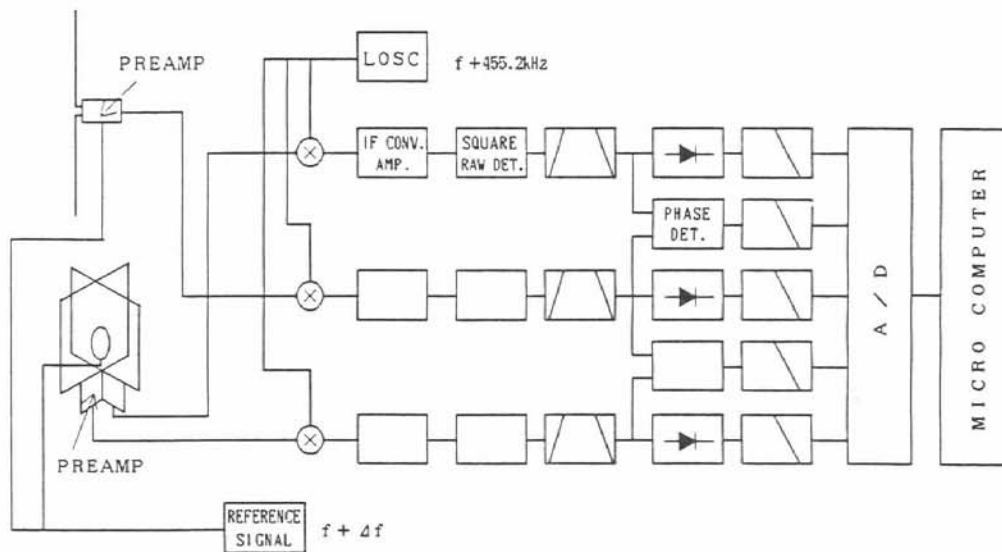 PREAMP
LOSC
f+455.2kHz
IF CONV.
AMP.
SQUARE
RAW DET.
PHASE
DET.
A/D
MICRO COMPUTER
PREAMP
REFERENCE
SIGNAL
f + Δf